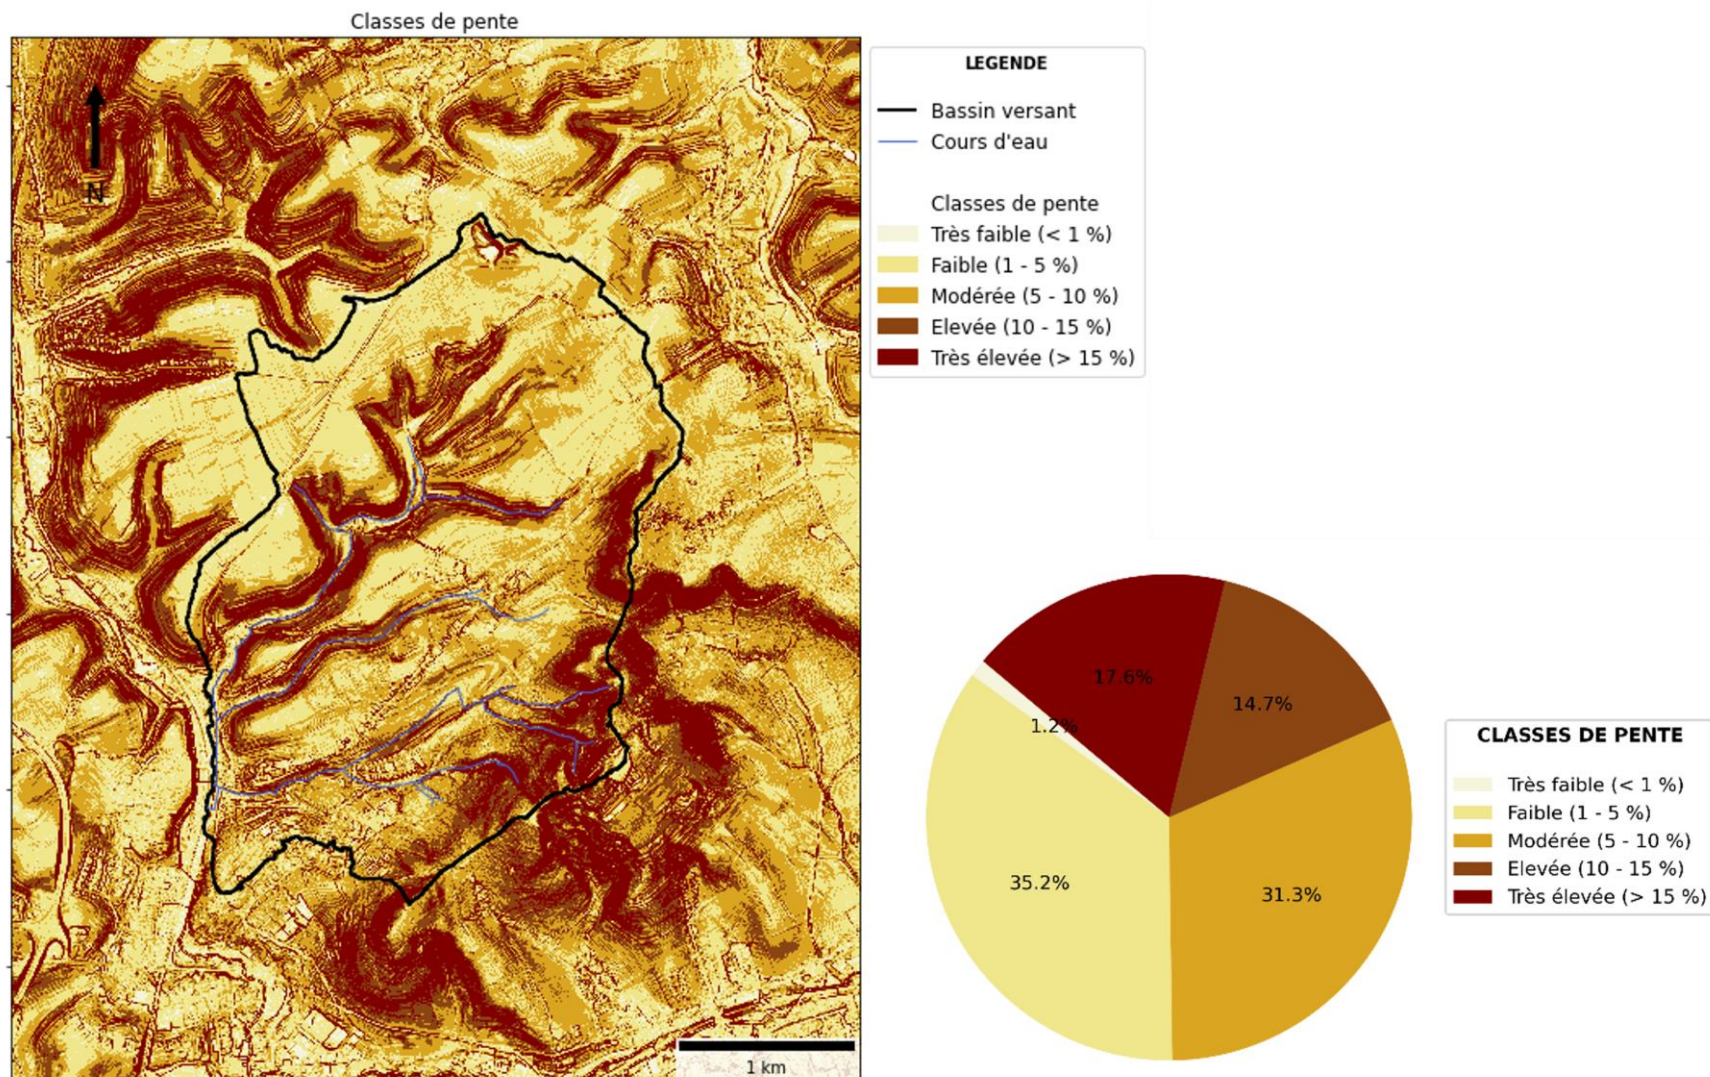 Classes de pente
N
1 km
LEGENDE
Bassin versant
Cours d'eau
Classes de pente
Très faible (< 1 %)
Faible (1 - 5 %)
Modérée (5 - 10 %)
Elevée (10 - 15 %)
Très élevée (> 15 %)
17.6%
14.7%
1.2%
35.2%
31.3%
CLASSES DE PENTE
Très faible (< 1 %)
Faible (1 - 5 %)
Modérée (5 - 10 %)
Elevée (10 - 15 %)
Très élevée (> 15 %)